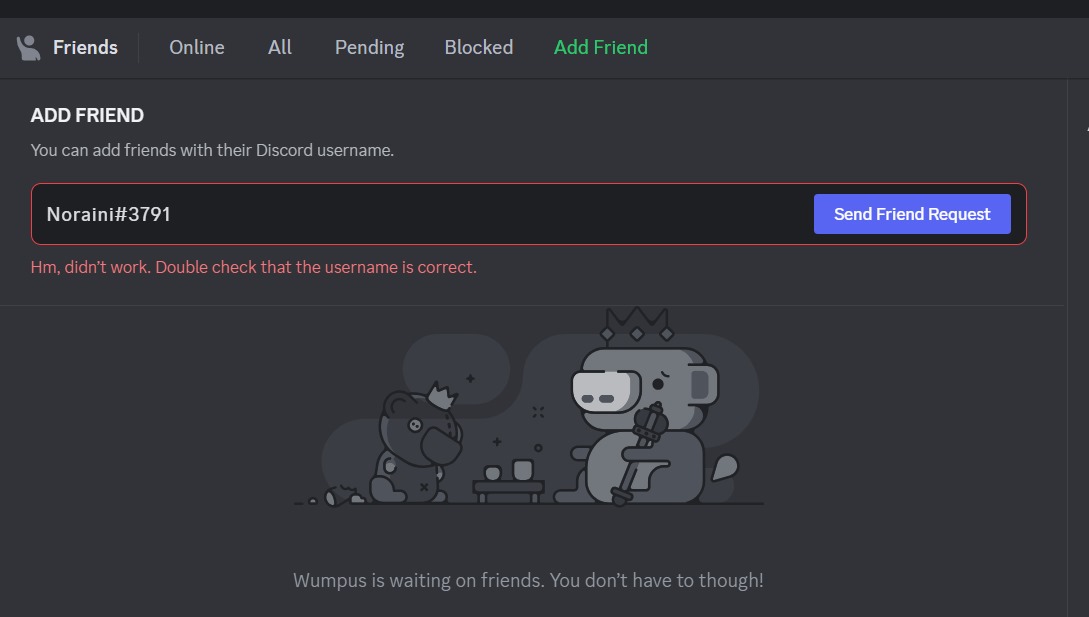 Friends Online All Pending Blocked Add Friend
ADD FRIEND
You can add friends with their Discord username.
Noraini#3791 Send Friend Request
Hm, didn't work. Double check that the username is correct.
Wumpus is waiting on friends. You don't have to though!